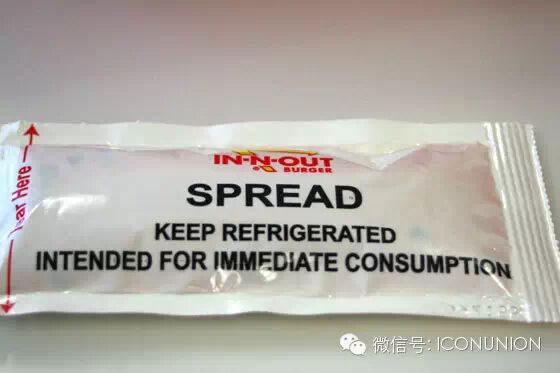 IN-N-OUT
BURGER
SPREAD
KEEP REFRIGERATED
INTENDED FOR IMMEDIATE CONSUMPTION
Tear Here
微信号: ICONUNION